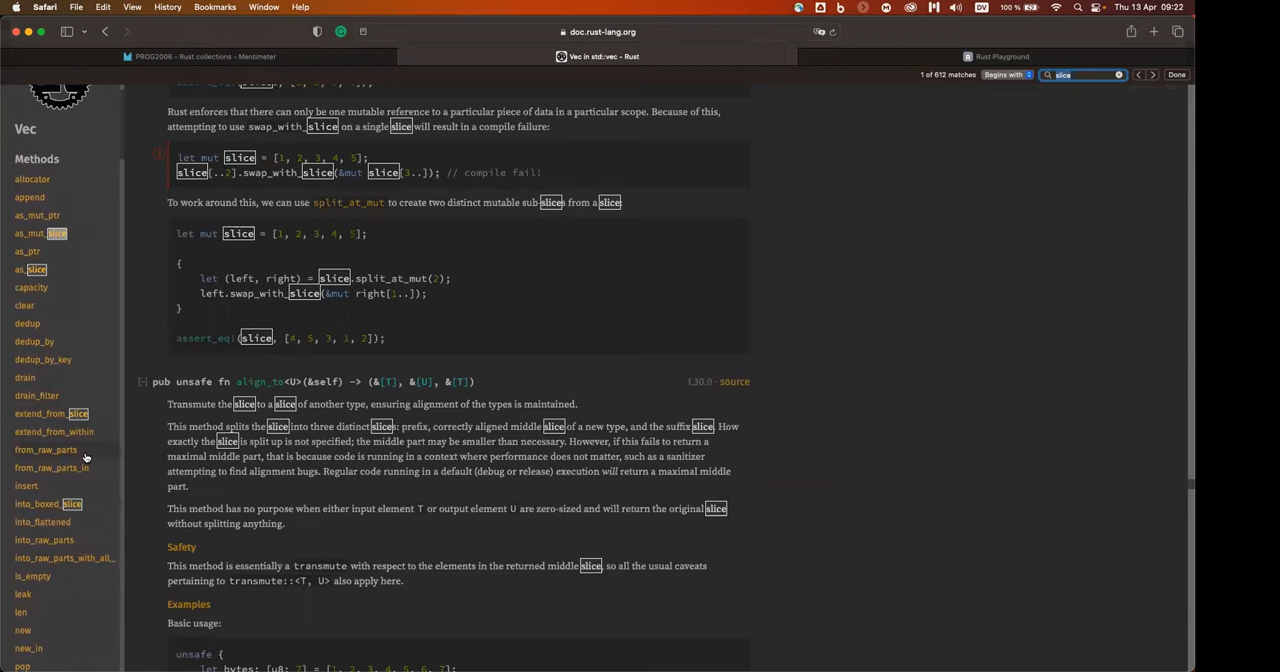 Safari File Edit View History Bookmarks Window Help
DV 100 % Thu 13 Apr 09:22
doc.rust-lang.org
PROG2006 - Rust collections - Mentimeter
Vec in std::vec - Rust
Rust Playground
1 of 612 matches Begins with slice Done
Vec
Methods
allocator
append
as_mut_ptr
as_mut_slice
as_ptr
as_slice
capacity
clear
dedup
dedup_by
dedup_by_key
drain
drain_filter
extend_from_slice
extend_from_within
from_raw_parts
from_raw_parts_in
insert
into_boxed_slice
into_flattened
into_raw_parts
into_raw_parts_with_all...
is_empty
leak
len
new
new_in
pop
Rust enforces that there can only be one mutable reference to a particular piece of data in a particular scope. Because of this,
attempting to use swap_with_slice on a single slice will result in a compile failure:
let mut slice = [1, 2, 3, 4, 5];
slice[..2].swap_with_slice(&mut slice[3..]); // compile fail!
To work around this, we can use split_at_mut to create two distinct mutable sub-slices from a slice:
let mut slice = [1, 2, 3, 4, 5];
{
let (left, right) = slice.split_at_mut(2);
left.swap_with_slice(&mut right[1..]);
}
assert_eq!(slice, [4, 5, 3, 1, 2]);
[-] pub unsafe fn align_to<U>(&self) -> (&[T], &[U], &[T]) 1.30.0 · source
Transmute the slice to a slice of another type, ensuring alignment of the types is maintained.
This method splits the slice into three distinct slices: prefix, correctly aligned middle slice of a new type, and the suffix slice. How
exactly the slice is split up is not specified; the middle part may be smaller than necessary. However, if this fails to return a
maximal middle part, that is because code is running in a context where performance does not matter, such as a sanitizer
attempting to find alignment bugs. Regular code running in a default (debug or release) execution will return a maximal middle
part.
This method has no purpose when either input element T or output element U are zero-sized and will return the original slice
without splitting anything.
Safety
This method is essentially a transmute with respect to the elements in the returned middle slice, so all the usual caveats
pertaining to transmute::<T, U> also apply here.
Examples
Basic usage:
unsafe {
let bytes: [u8; 7] = [1, 2, 3, 4, 5, 6, 7];